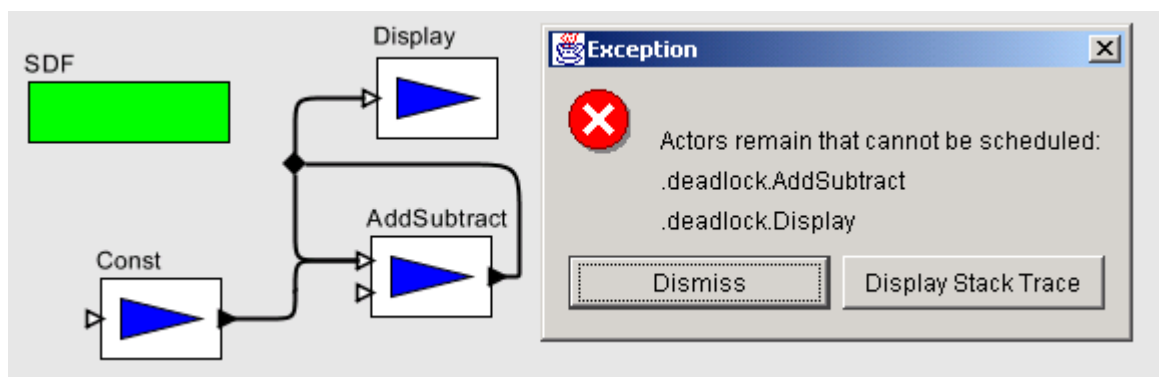 SDF
Display
AddSubtract
Const
Exception
Actors remain that cannot be scheduled:
.deadlock.AddSubtract
.deadlock.Display
Dismiss
Display Stack Trace